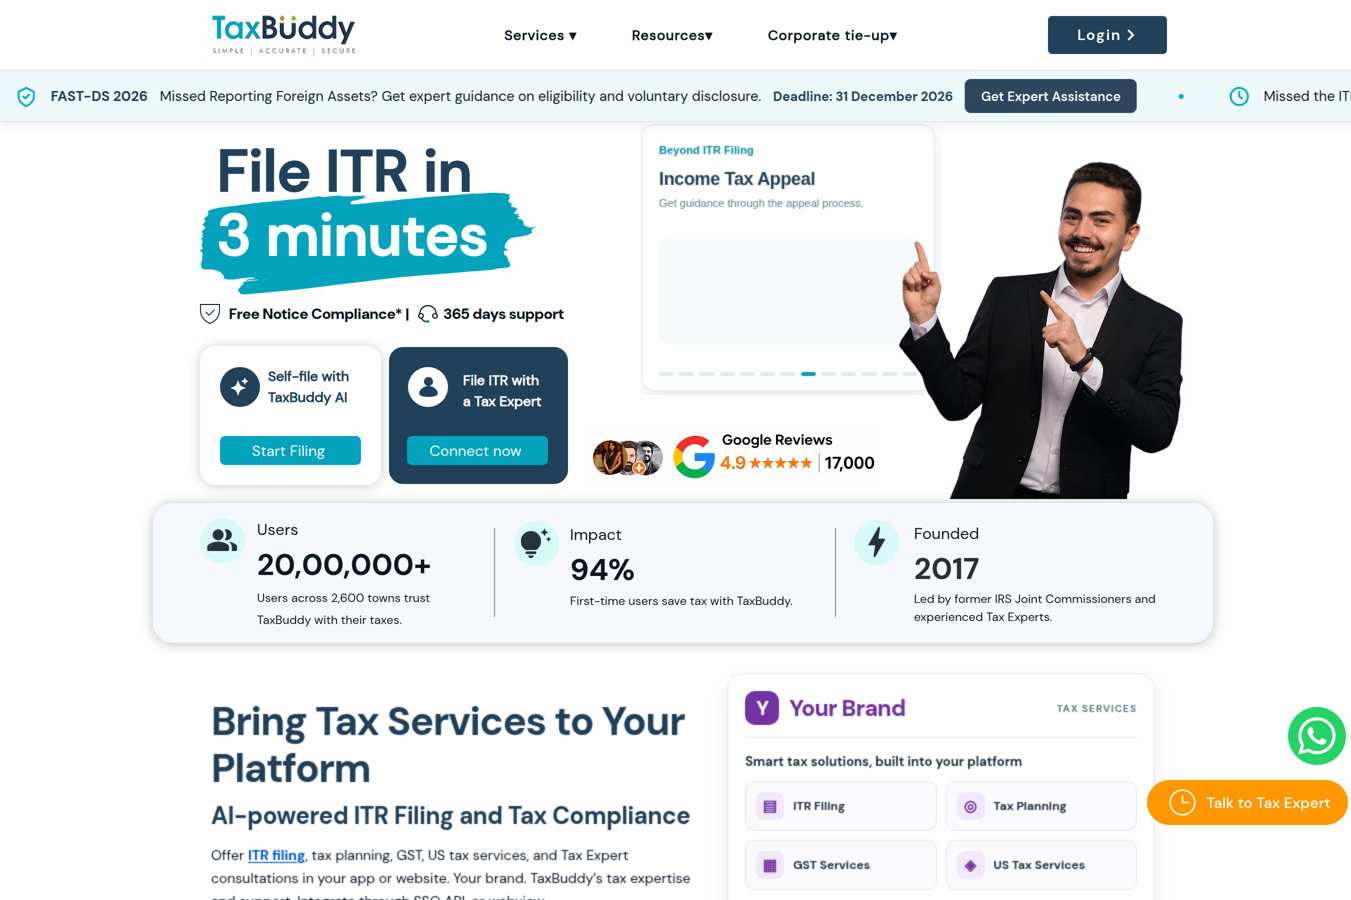 TaxBuddy
SIMPLE | ACCURATE | SECURE
Services ▾
Resources▾
Corporate tie-up▾
Login
FAST-DS 2026 Missed Reporting Foreign Assets? Get expert guidance on eligibility and voluntary disclosure. Deadline: 31 December 2026 Get Expert Assistance
Missed the IT
File ITR in
3 minutes
Free Notice Compliance* | 365 days support
Self-file with
TaxBuddy AI
Start Filing
File ITR with
a Tax Expert
Connect now
Beyond ITR Filing
Income Tax Appeal
Get guidance through the appeal process.
Google Reviews
4.9 ★★★★★ | 17,000
Users
20,00,000+
Users across 2,600 towns trust
TaxBuddy with their taxes.
Impact
94%
First-time users save tax with TaxBuddy.
Founded
2017
Led by former IRS Joint Commissioners and
experienced Tax Experts.
Bring Tax Services to Your
Platform
AI-powered ITR Filing and Tax Compliance
Offer ITR filing, tax planning, GST, US tax services, and Tax Expert
consultations in your app or website. Your brand. TaxBuddy's tax expertise
and support. Integrate through SSO API, or webview.
Y
Your Brand
TAX SERVICES
Smart tax solutions, built into your platform
ITR Filing
Tax Planning
GST Services
US Tax Services
Talk to Tax Expert